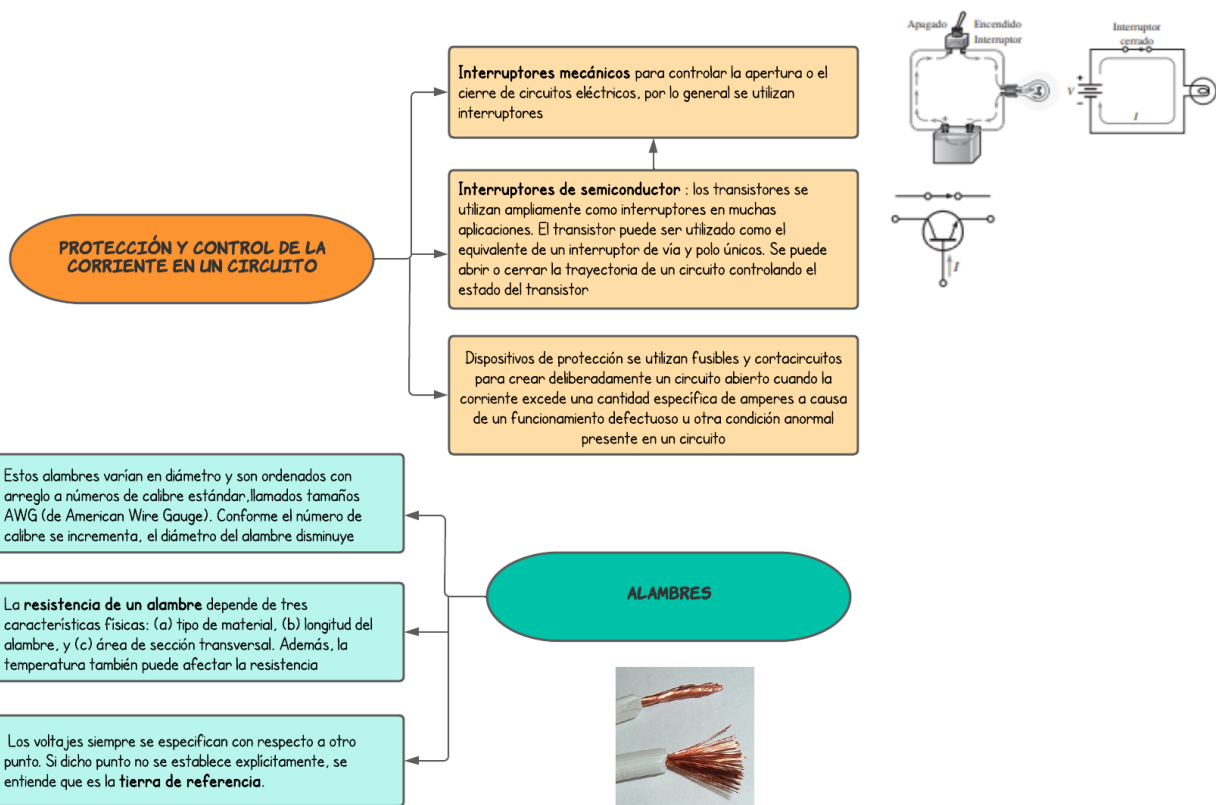 Apagado
Encendido
Interruptor
Interruptor
cerrado
V
+
−
I
+
−
Interruptores mecánicos para controlar la apertura o el
cierre de circuitos eléctricos, por lo general se utilizan
interruptores
Interruptores de semiconductor : los transistores se
utilizan ampliamente como interruptores en muchas
aplicaciones. El transistor puede ser utilizado como el
equivalente de un interruptor de vía y polo únicos. Se puede
abrir o cerrar la trayectoria de un circuito controlando el
estado del transistor
I
PROTECCIÓN Y CONTROL DE LA
CORRIENTE EN UN CIRCUITO
Dispositivos de protección se utilizan fusibles y cortacircuitos
para crear deliberadamente un circuito abierto cuando la
corriente excede una cantidad específica de amperes a causa
de un funcionamiento defectuoso u otra condición anormal
presente en un circuito
Estos alambres varían en diámetro y son ordenados con
arreglo a números de calibre estándar,llamados tamaños
AWG (de American Wire Gauge). Conforme el número de
calibre se incrementa, el diámetro del alambre disminuye
ALAMBRES
La resistencia de un alambre depende de tres
características físicas: (a) tipo de material, (b) longitud del
alambre, y (c) área de sección transversal. Además, la
temperatura también puede afectar la resistencia
Los voltajes siempre se especifican con respecto a otro
punto. Si dicho punto no se establece explícitamente, se
entiende que es la tierra de referencia.